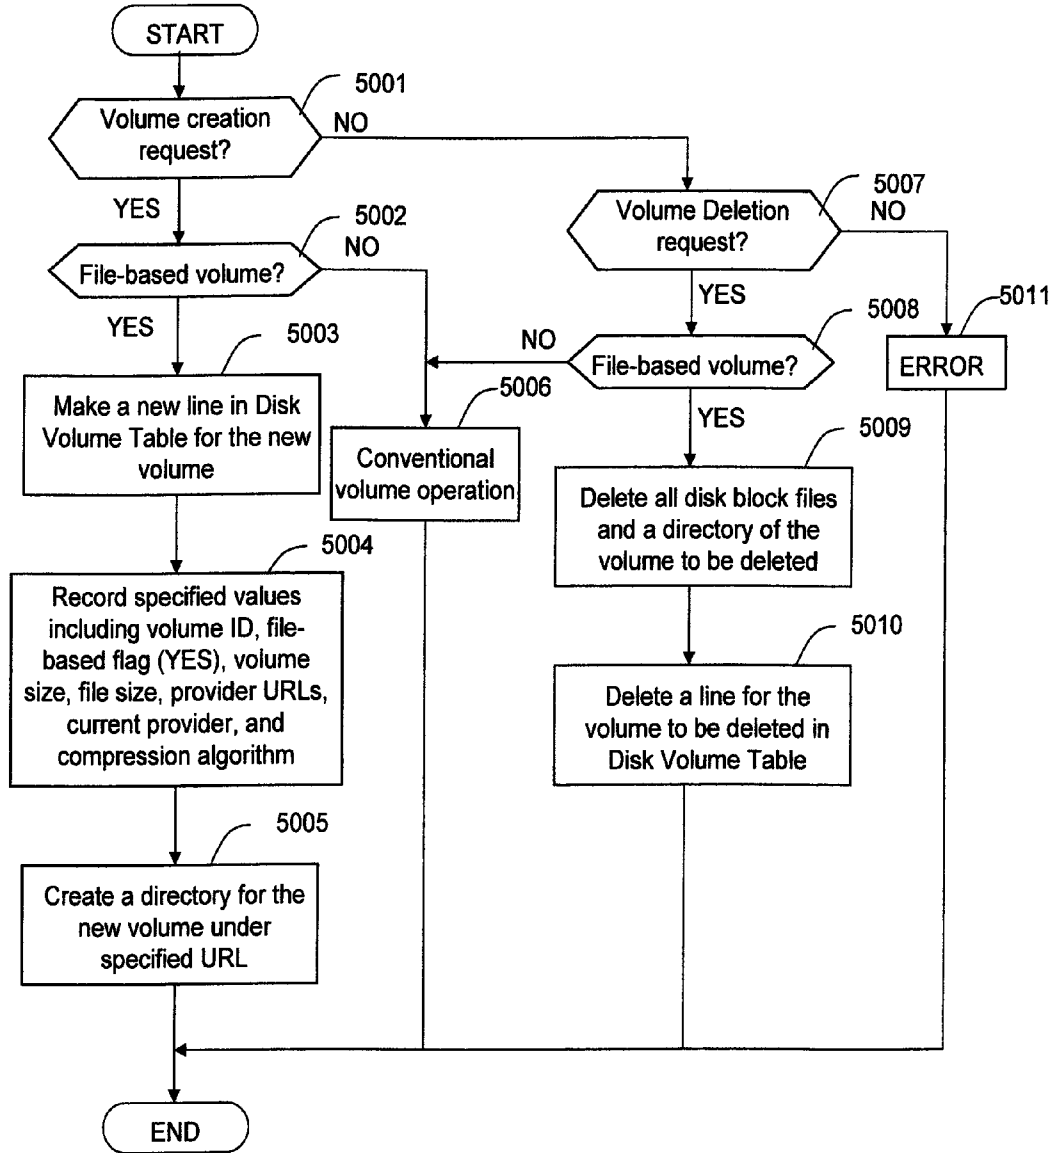 START
5001
Volume creation
request?
NO
YES
5002
File-based volume?
NO
YES
5003
Make a new line in Disk
Volume Table for the new
volume
5004
Record specified values
including volume ID, file-
based flag (YES), volume
size, file size, provider URLs,
current provider, and
compression algorithm
5005
Create a directory for the
new volume under
specified URL
END
5006
Conventional
volume operation
5007
Volume Deletion
request?
NO
YES
5008
NO
File-based volume?
YES
5009
Delete all disk block files
and a directory of the
volume to be deleted
5010
Delete a line for the
volume to be deleted in
Disk Volume Table
5011
ERROR